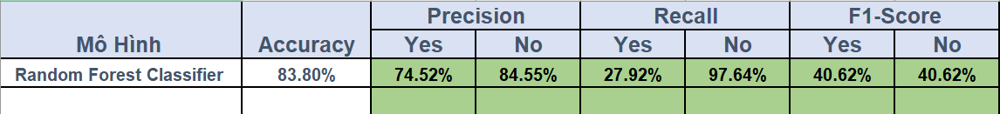 Mô Hình Accuracy Precision Recall F1-Score
Yes No Yes No Yes No
Random Forest Classifier 83.80% 74.52% 84.55% 27.92% 97.64% 40.62% 40.62%